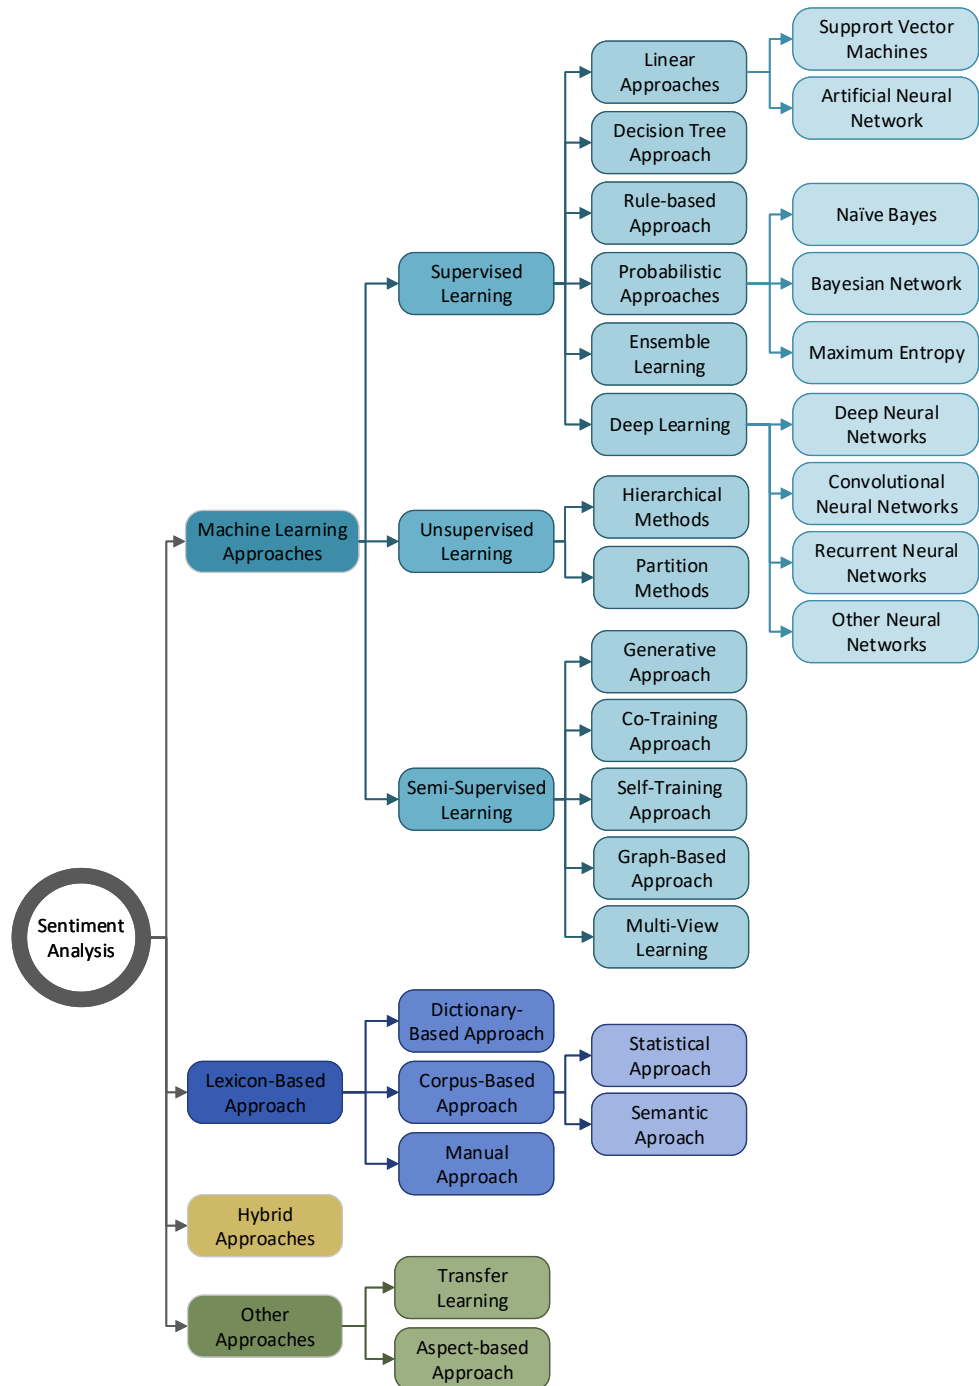 Supprort Vector
Machines
Linear
Approaches
Artificial Neural
Network
Decision Tree
Approach
Rule-based
Approach
Naïve Bayes
Supervised
Learning
Probabilistic
Approaches
Bayesian Network
Ensemble
Learning
Maximum Entropy
Deep Learning
Deep Neural
Networks
Convolutional
Neural Networks
Hierarchical
Methods
Machine Learning
Approaches
Unsupervised
Learning
Recurrent Neural
Networks
Partition
Methods
Other Neural
Networks
Generative
Approach
Co-Training
Approach
Semi-Supervised
Learning
Self-Training
Approach
Graph-Based
Approach
Sentiment
Analysis
Multi-View
Learning
Dictionary-
Based Approach
Statistical
Approach
Lexicon-Based
Approach
Corpus-Based
Approach
Semantic
Aproach
Manual
Approach
Hybrid
Approaches
Transfer
Learning
Other
Approaches
Aspect-based
Approach